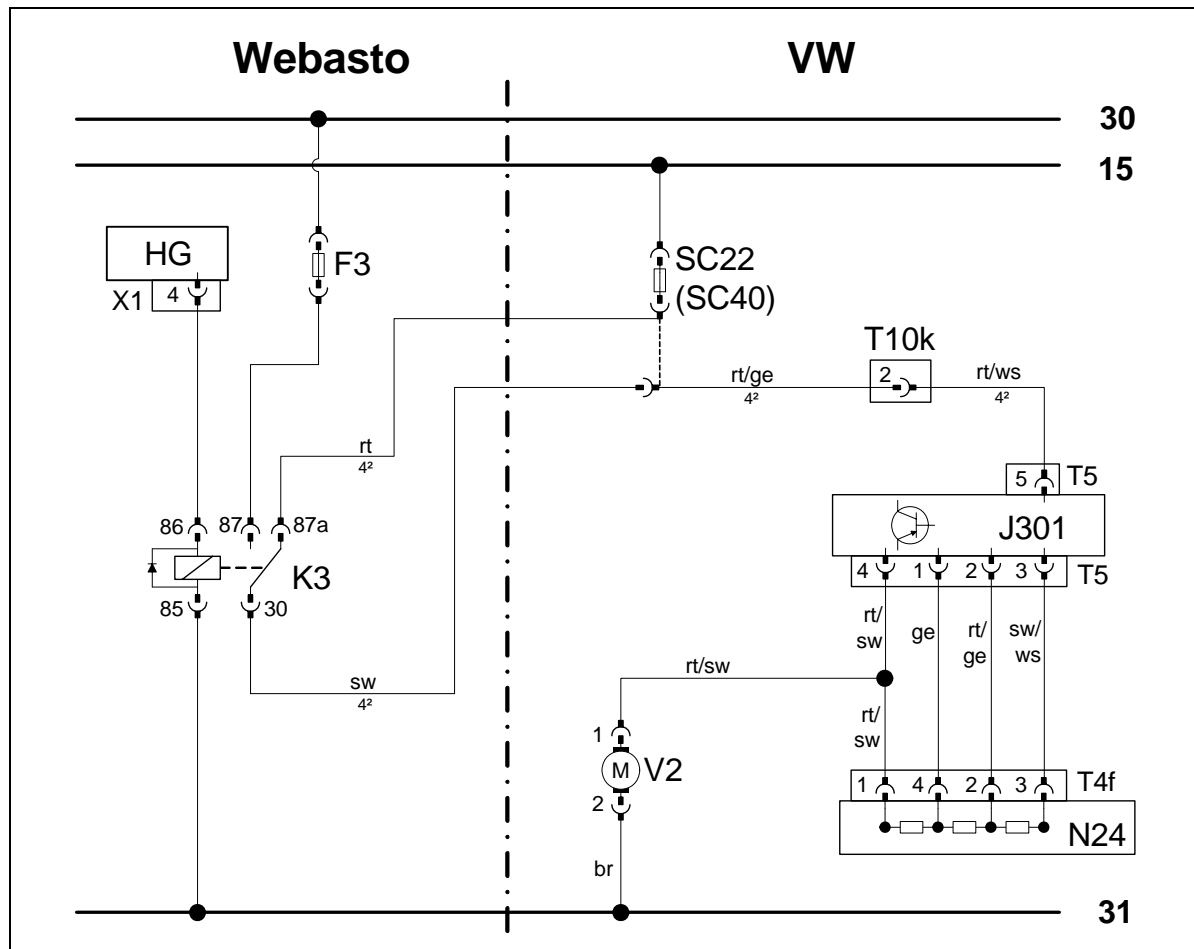 Webasto
VW
30
15
HG
X1
4
F3
SC22
(SC40)
T10k
2
rt/ge
4²
rt/ws
4²
rt
4²
5
T5
J301
86
87
87a
K3
85
30
4
1
2
3
T5
rt/
sw
ge
rt/
ge
sw/
ws
sw
4²
rt/sw
rt/
sw
1
M
V2
2
1
4
2
3
T4f
N24
br
31